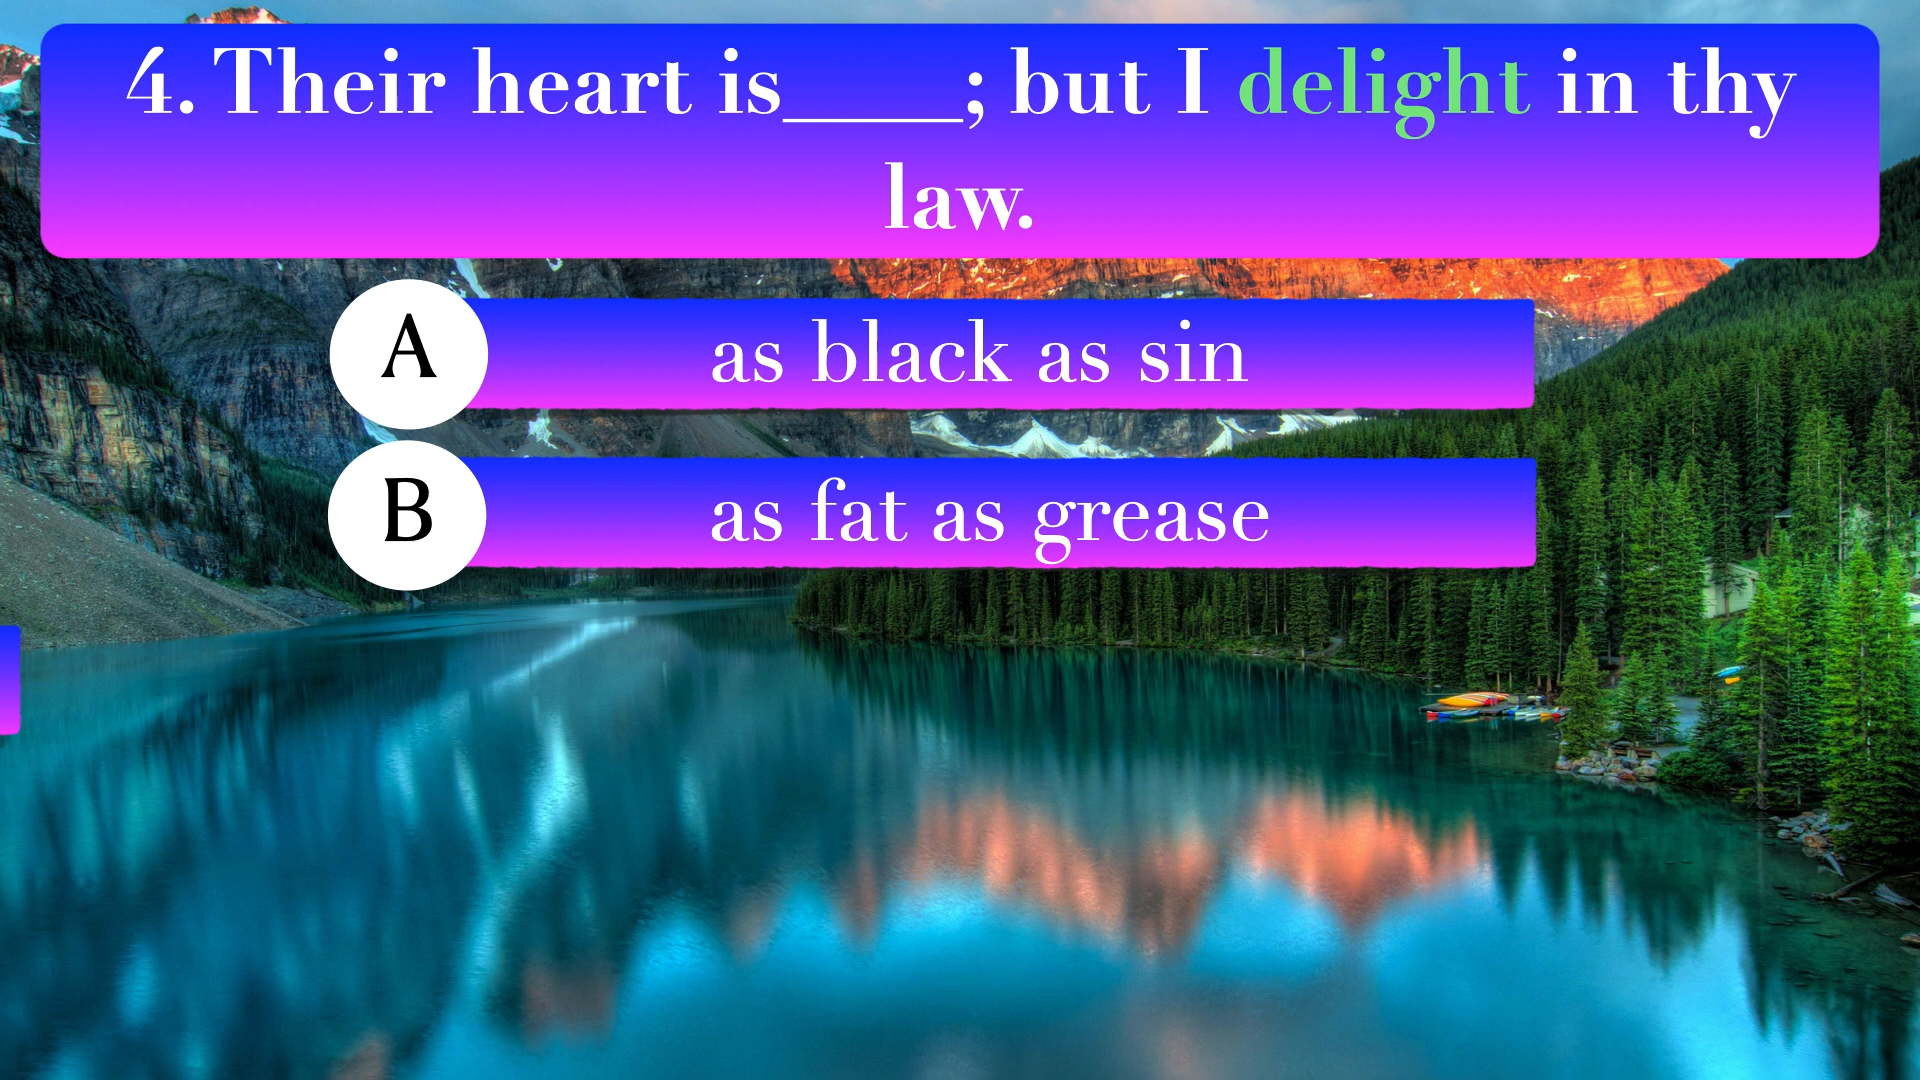 4. Their heart is____; but I delight in thy
law.
A
as black as sin
B
as fat as grease